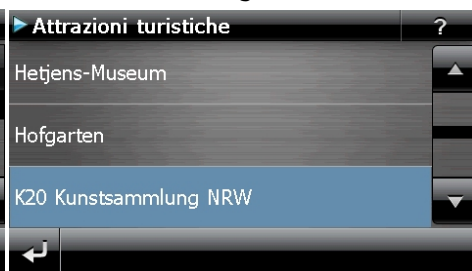 Attrazioni turistiche ?
Hetjens-Museum
Hofgarten
K20 Kunstsammlung NRW